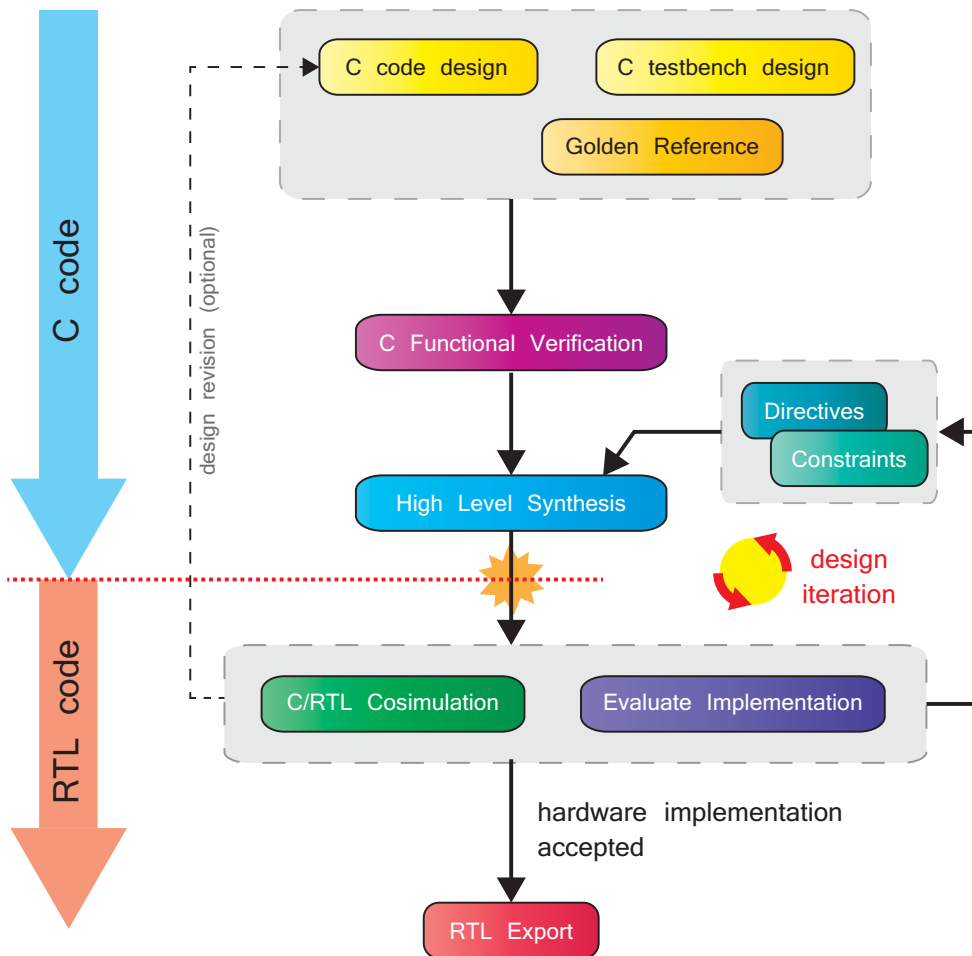 C code design
C testbench design
Golden Reference
C code
design revision (optional)
C Functional Verification
Directives
Constraints
High Level Synthesis
design
iteration
RTL code
C/RTL Cosimulation
Evaluate Implementation
hardware implementation
accepted
RTL Export